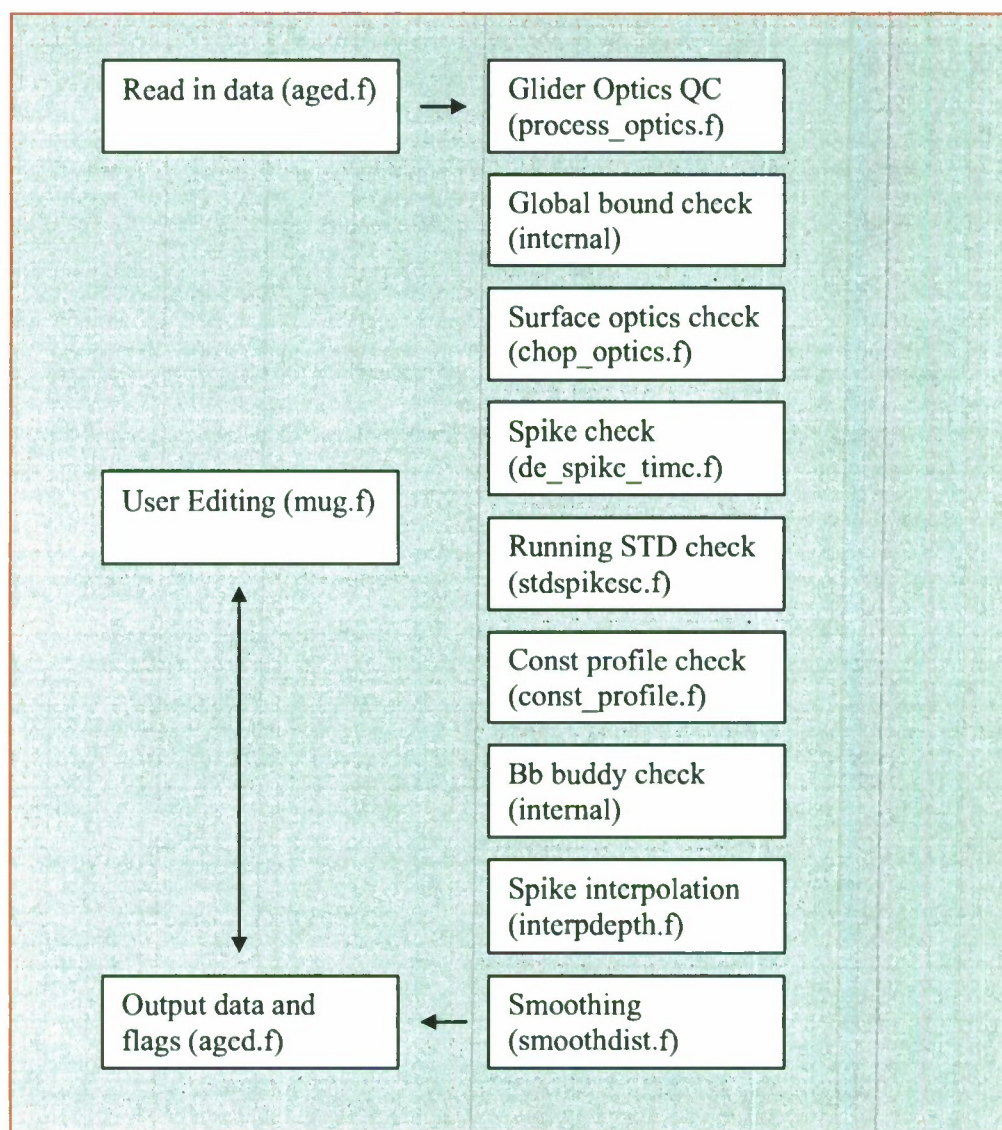 Read in data (aged.f)
Glider Optics QC
(process_optics.f)
Global bound check
(internal)
Surface optics check
(chop_optics.f)
Spike check
(de_spike_time.f)
Running STD check
(stdspikesc.f)
Const profile check
(const_profile.f)
Bb buddy check
(internal)
Spike interpolation
(interpdepth.f)
Smoothing
(smoothdist.f)
User Editing (mug.f)
Output data and
flags (aged.f)